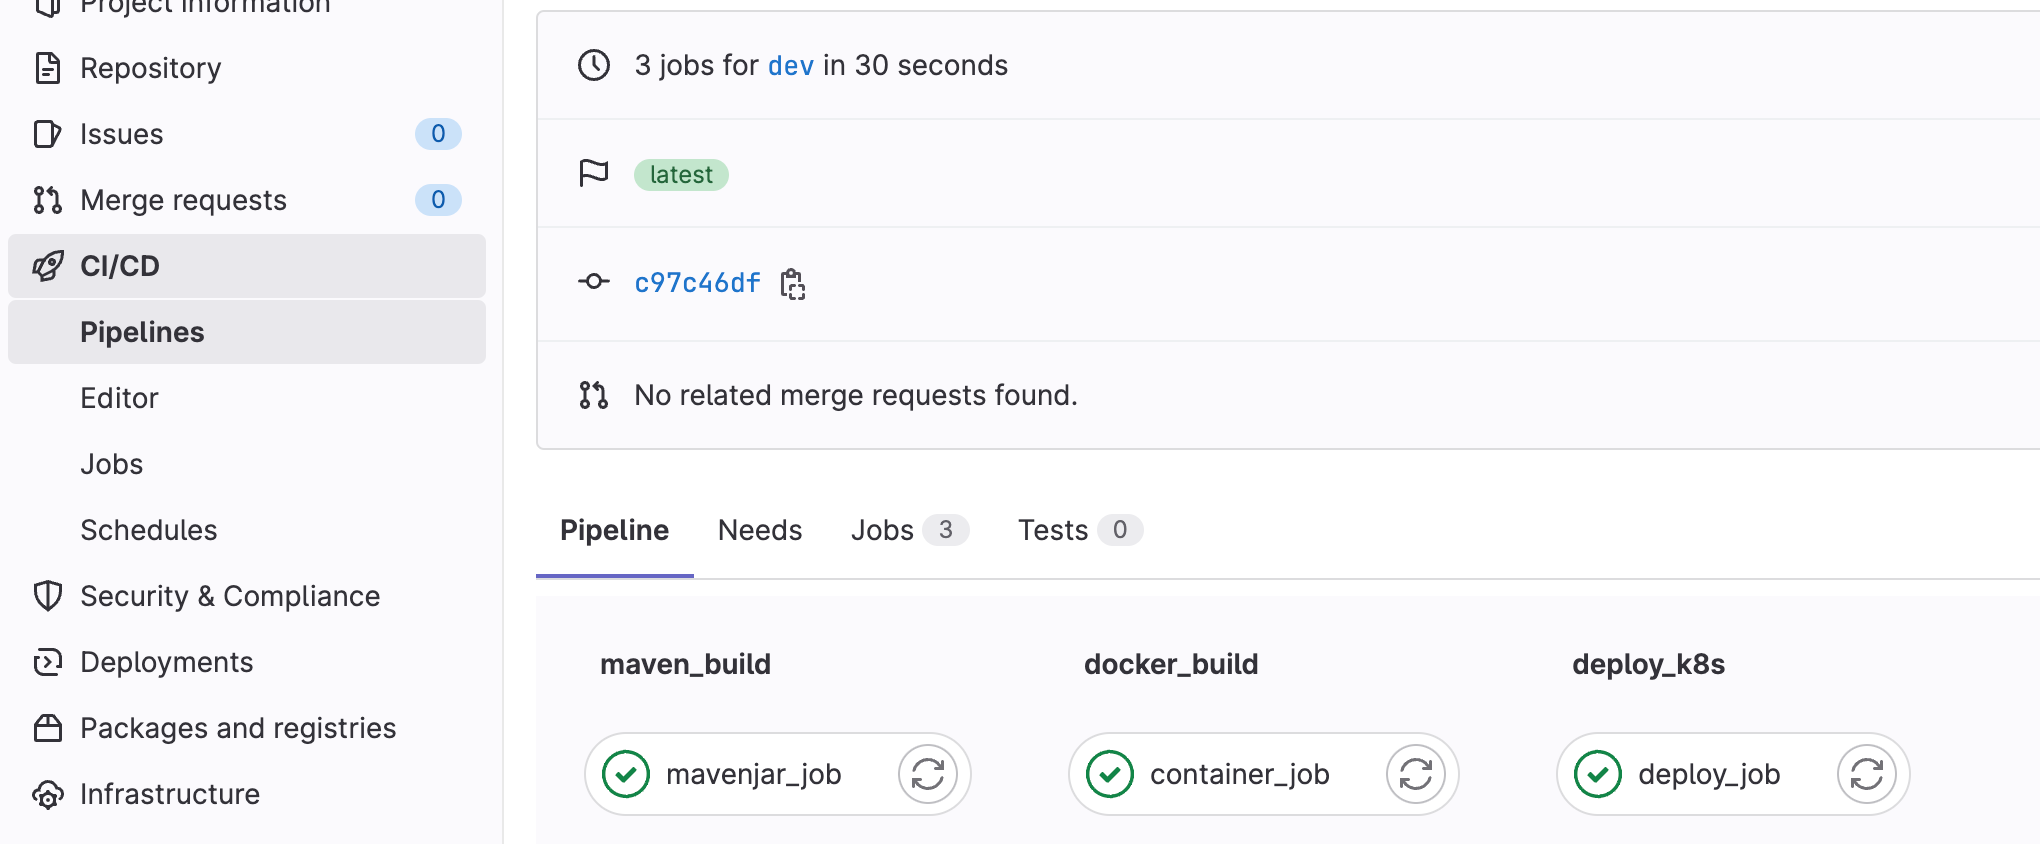 Project information
Repository
Issues 0
Merge requests 0
CI/CD
Pipelines
Editor
Jobs
Schedules
Security & Compliance
Deployments
Packages and registries
Infrastructure
3 jobs for dev in 30 seconds
latest
c97c46df
No related merge requests found.
Pipeline Needs Jobs 3 Tests 0
maven_build docker_build deploy_k8s
mavenjar_job container_job deploy_job